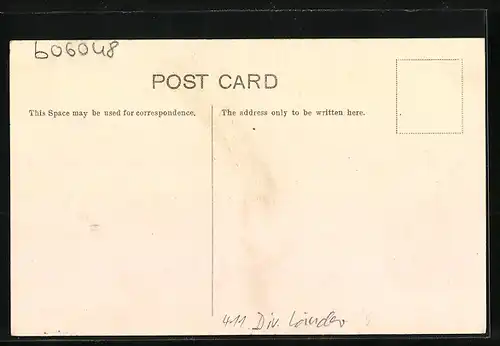 606048
POST CARD
This Space may be used for correspondence.
The address only to be written here.
411 Div. Länder